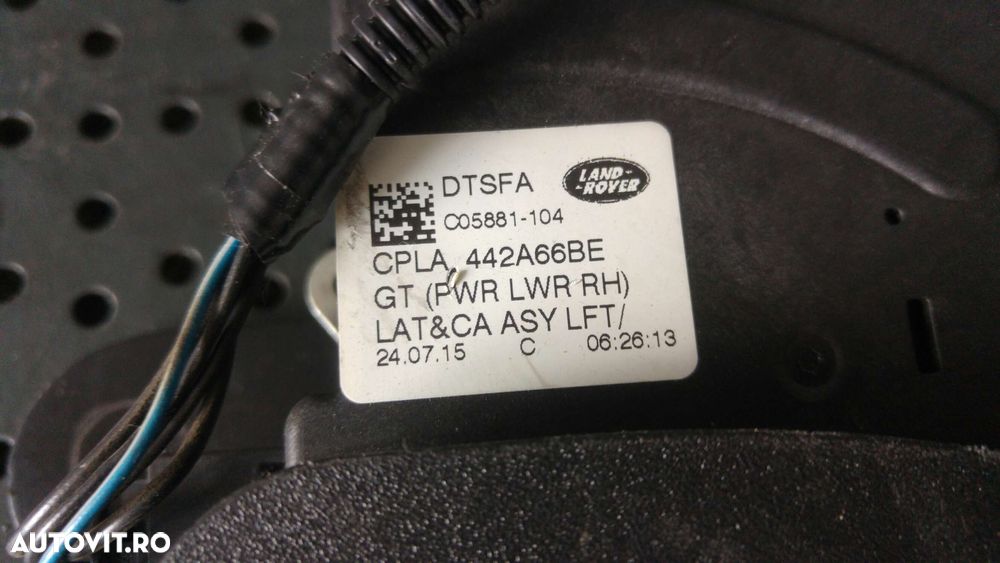 DTSFA
LAND-
-ROVER
C05881-104
CPLA 442A66BE
GT (PWR LWR RH)
LAT&CA ASY LFT/
24.07.15 C 06:26:13
AUTOVIT.RO